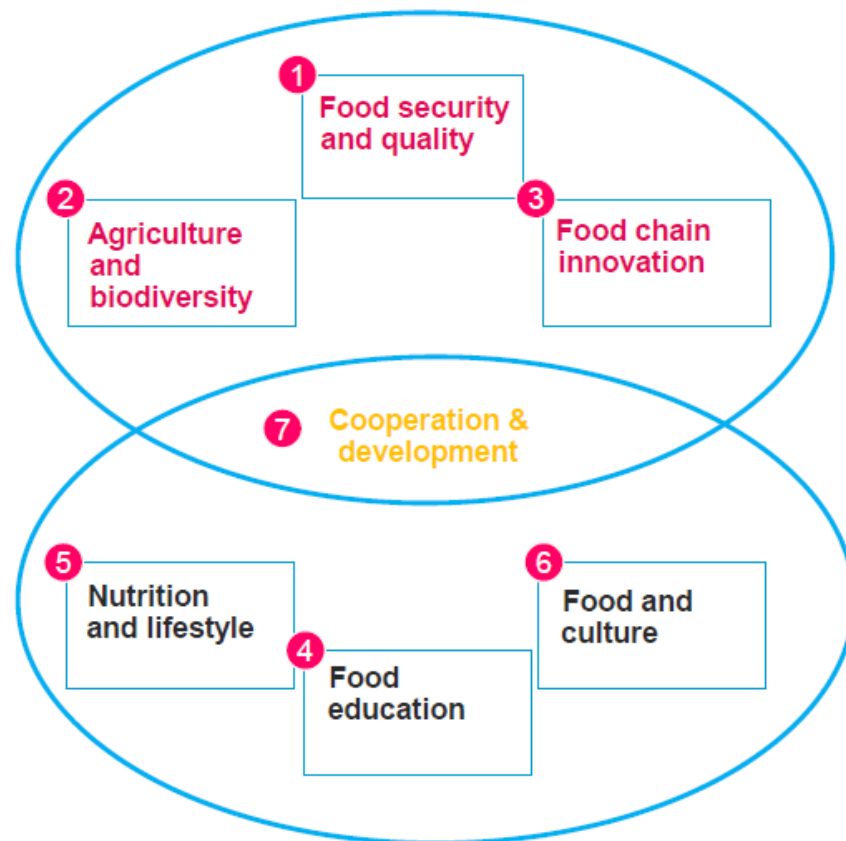 1
Food security
and quality
2
Agriculture
and
biodiversity
3
Food chain
innovation
7
Cooperation &
development
5
Nutrition
and lifestyle
4
Food
education
6
Food and
culture